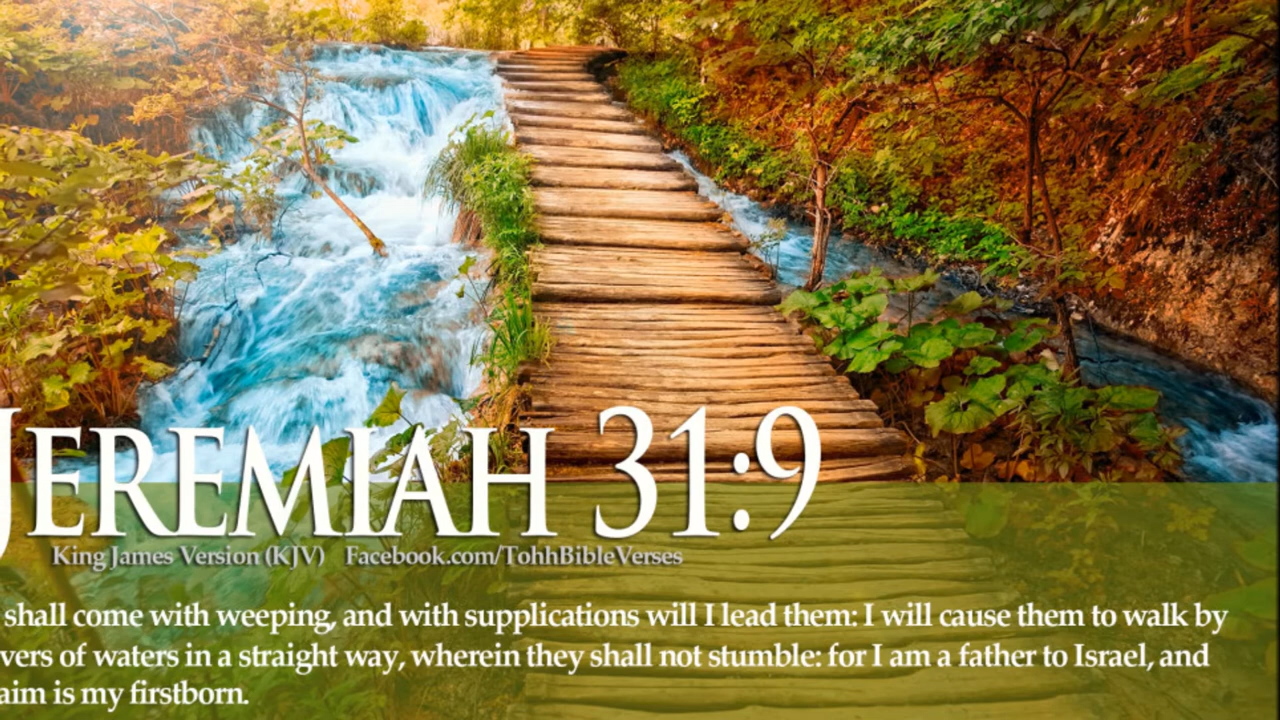 JEREMIAH 31:9
King James Version (KJV) Facebook.com/TohhBibleVerses
shall come with weeping, and with supplications will I lead them: I will cause them to walk by
vers of waters in a straight way, wherein they shall not stumble: for I am a father to Israel, and
aim is my firstborn.